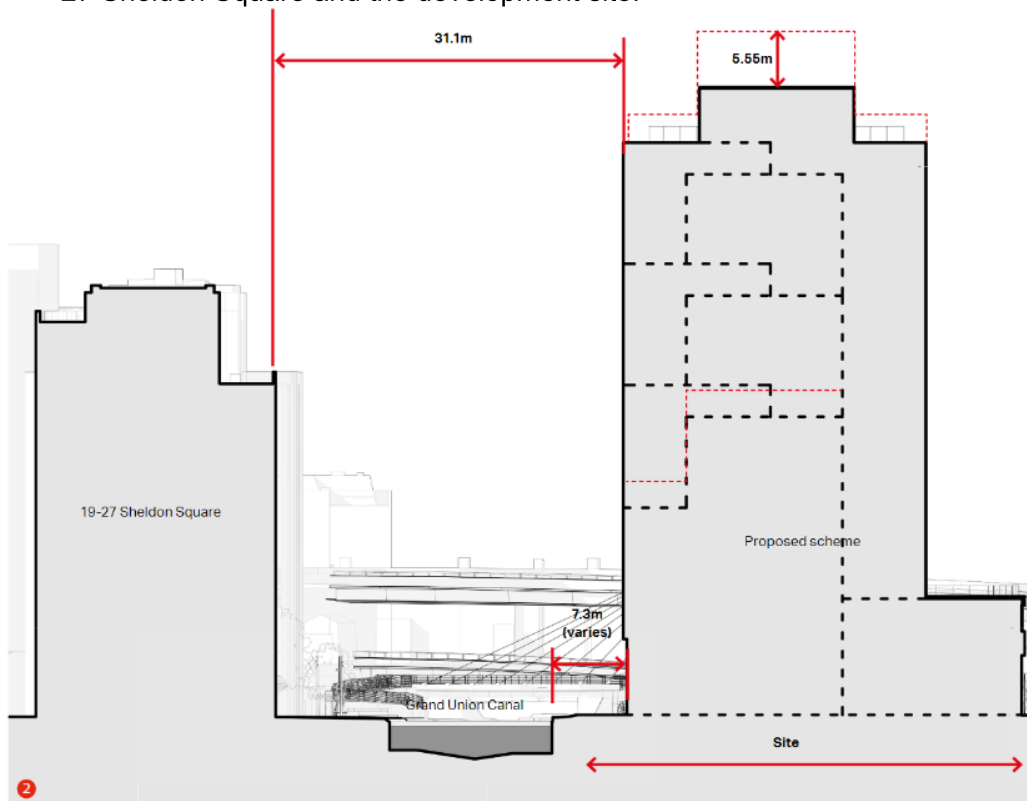 27 Sheldon Square and the development site.
31.1m
5.55m
19-27 Sheldon Square
Proposed scheme
7.3m
(varies)
Grand Union Canal
Site
2